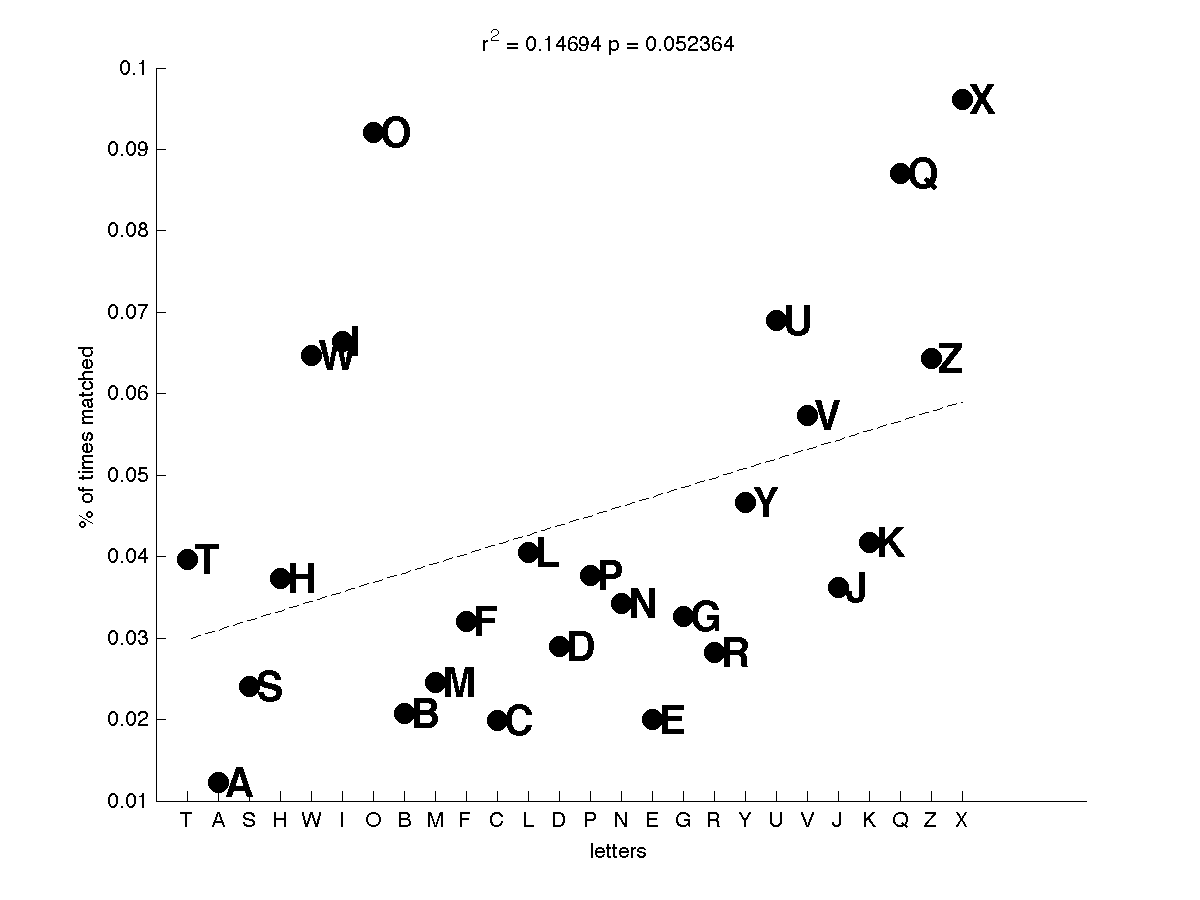 r2 = 0.14694 p = 0.052364
0.1
X
O
0.09
Q
0.08
0.07
U
I
W
Z
0.06
V
% of times matched
0.05
Y
K
L
0.04
T
H
P
J
N
G
F
0.03
D
R
S
M
0.02
B
C
E
A
0.01
T A S H W I O B M F C L D P N E G R Y U V J K Q Z X
letters